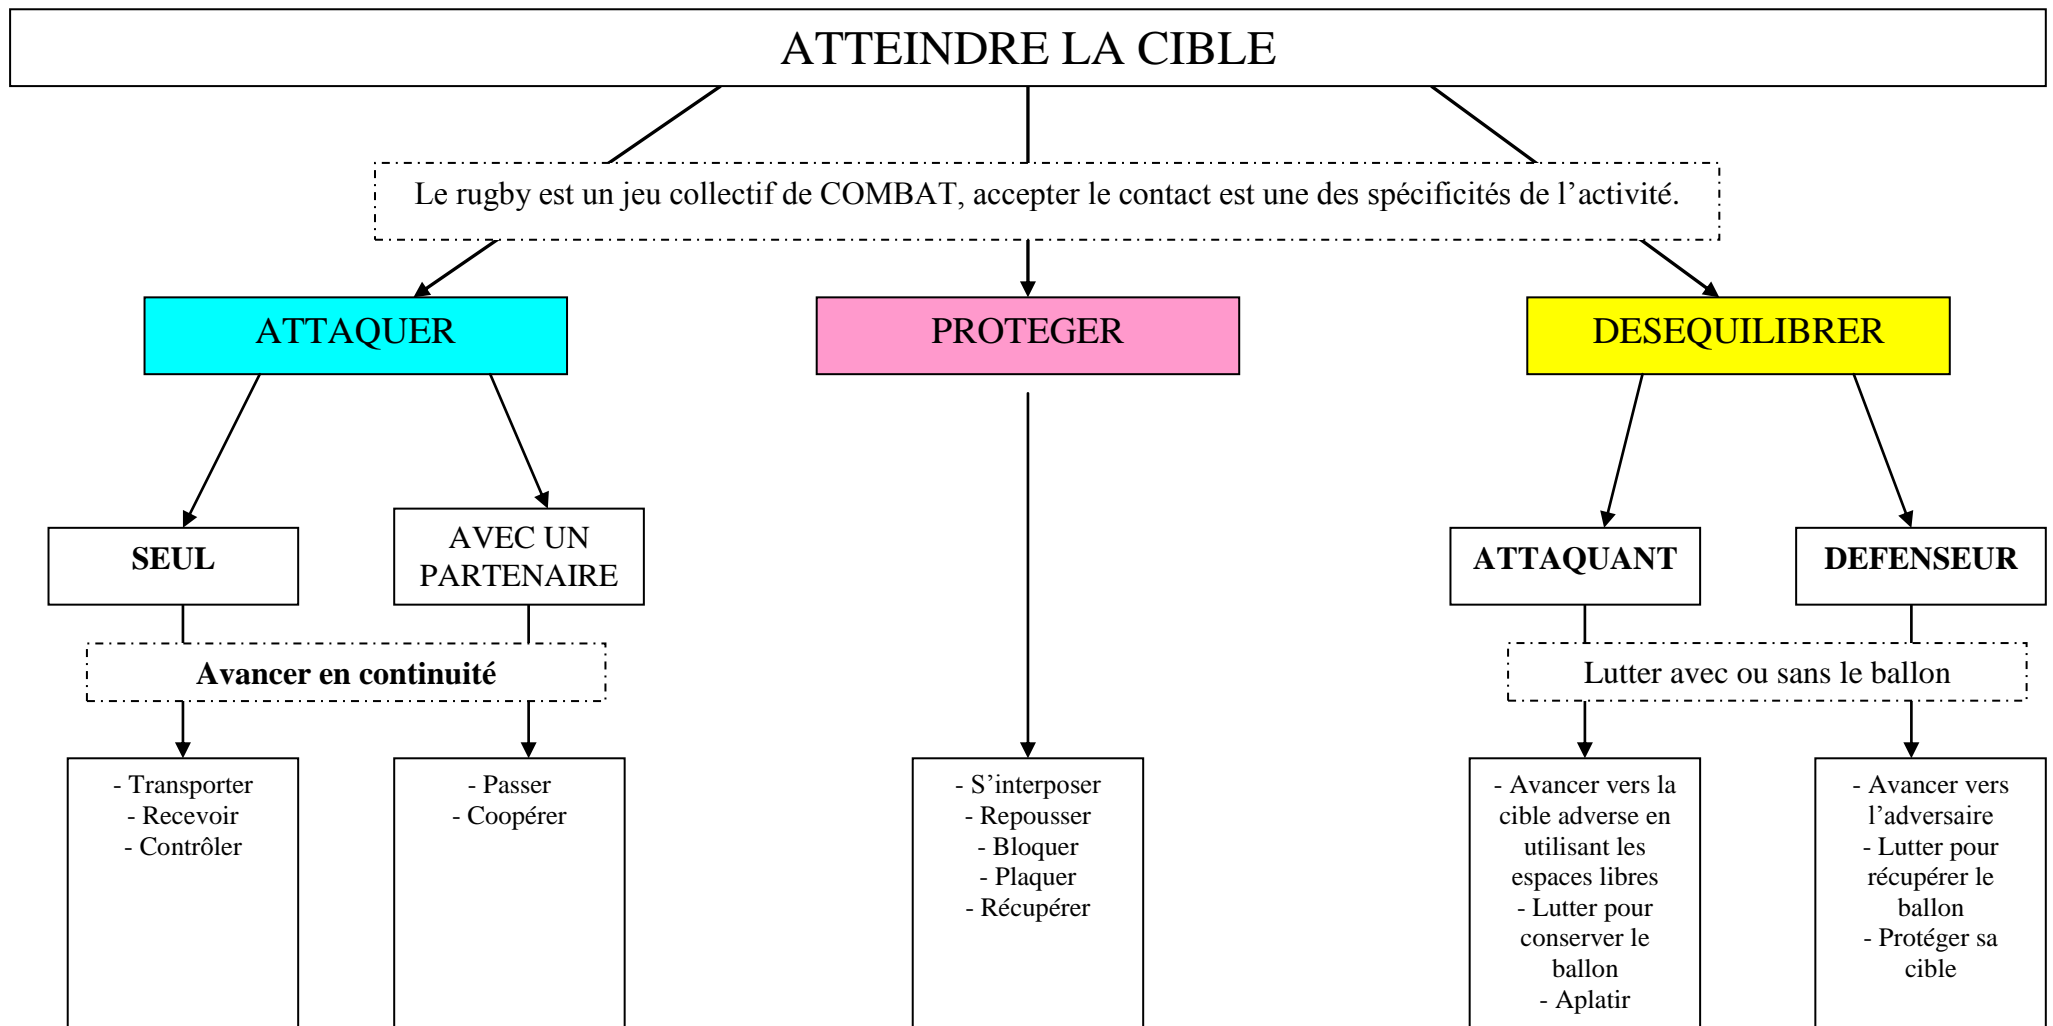 ATTEINDRE LA CIBLE
Le rugby est un jeu collectif de COMBAT, accepter le contact est une des spécificités de l’activité.
ATTAQUER
PROTEGER
DESEQUILIBRER
SEUL
AVEC UN
PARTENAIRE
ATTAQUANT
DEFENSEUR
Avancer en continuité
Lutter avec ou sans le ballon
- Transporter
- Recevoir
- Contrôler
- Passer
- Coopérer
- S’interposer
- Repousser
- Bloquer
- Plaquer
- Récupérer
- Avancer vers la
cible adverse en
utilisant les
espaces libres
- Lutter pour
conserver le
ballon
- Aplatir
- Avancer vers
l’adversaire
- Lutter pour
récupérer le
ballon
- Protéger sa
cible